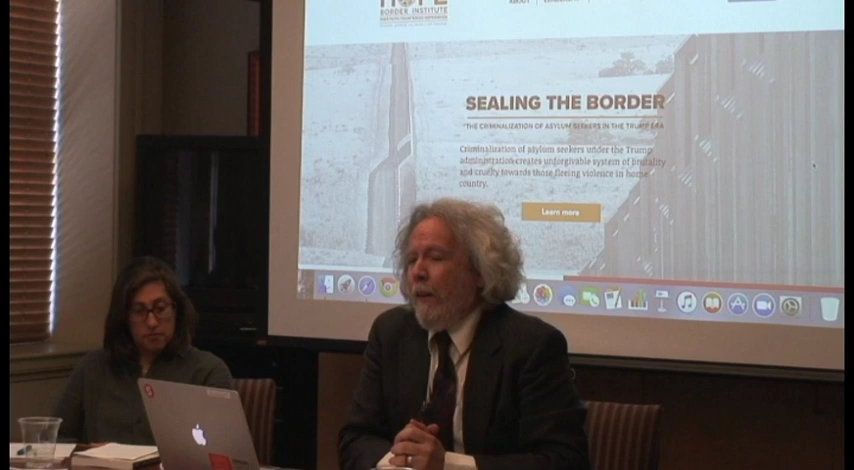 HOPE
BORDER INSTITUTE
SEALING THE BORDER
"THE CRIMINALIZATION OF ASYLUM SEEKERS IN THE TRUMP ERA
Criminalization of asylum seekers under the Trump
administration creates unforgivable system of brutality
and cruelty towards those fleeing violence in home
country.
Learn more